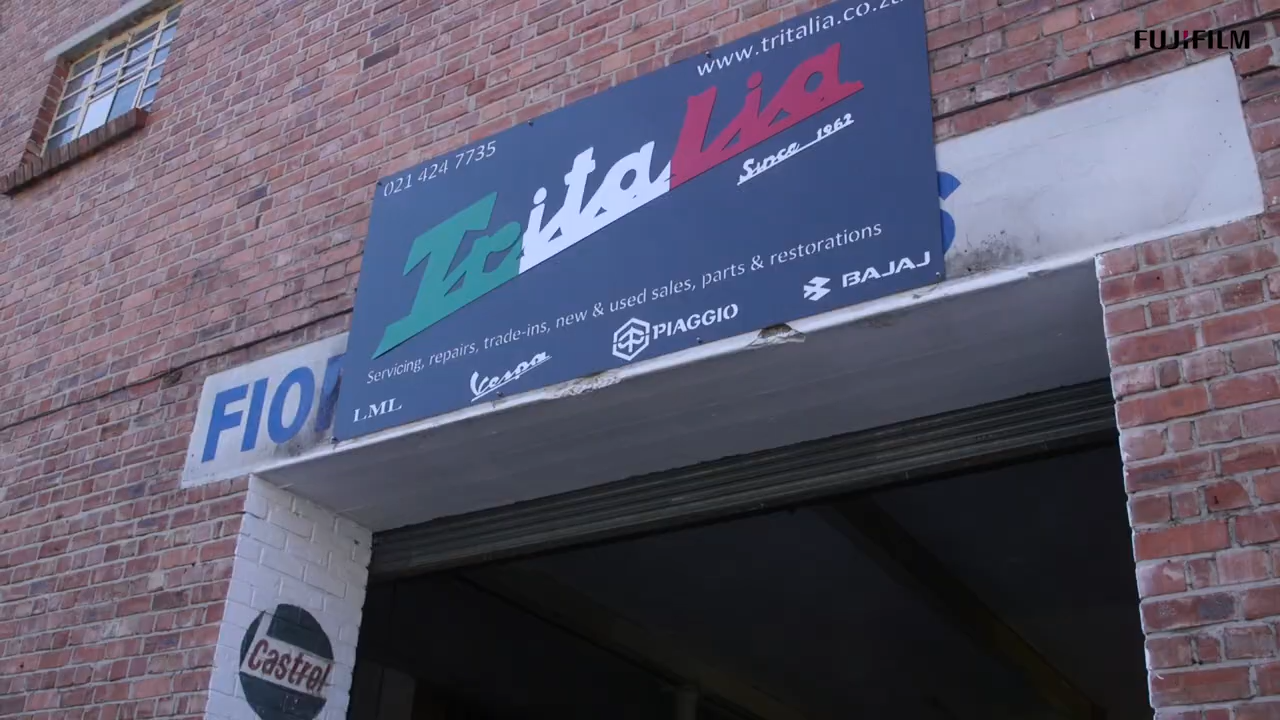 FUJIFILM
www.tritalia.co.za
021 424 7735
Tritalia
Since 1962
Servicing, repairs, trade-ins, new & used sales, parts & restorations
LML
Vespa
PIAGGIO
BAJAJ
Castrol